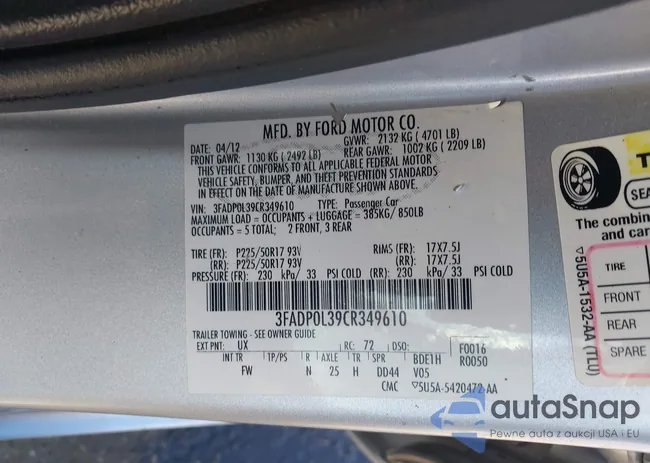 MFD. BY FORD MOTOR CO.
DATE: 04/12 GVWR: 2132 KG ( 4701 LB)
FRONT GAWR: 1130 KG ( 2492 LB) REAR GAWR: 1002 KG ( 2209 LB)
THIS VEHICLE CONFORMS TO ALL APPLICABLE FEDERAL MOTOR
VEHICLE SAFETY, BUMPER, AND THEFT PREVENTION STANDARDS
IN EFFECT ON THE DATE OF MANUFACTURE SHOWN ABOVE.
VIN: 3FADP0L39CR349610 TYPE: Passenger Car
MAXIMUM LOAD = OCCUPANTS + LUGGAGE = 385KG/ 850LB
OCCUPANTS = 5 TOTAL; 2 FRONT, 3 REAR
TIRE (FR): P225/50R17 93V RIMS (FR): 17X7.5J
(RR): P225/50R17 93V (RR): 17X7.5J
PRESSURE (FR): 230 kPa/ 33 PSI COLD (RR): 230 kPa/ 33 PSI COLD
3FADP0L39CR349610
TRAILER TOWING - SEE OWNER GUIDE
EXT PNT: UX RC: 72 DSO: F0016
INT TR TP/PS R AXLE TR SPR BDE1H R0050
FW N 25 H DD44 V05
CMC ▽5U5A-5420472-AA
T
SEA
The combin
and car
TIRE
FRONT
REAR
SPARE
▽5U5A-1532-AA (TLU)
autoSnap
Pewne auto z aukcji USA i EU